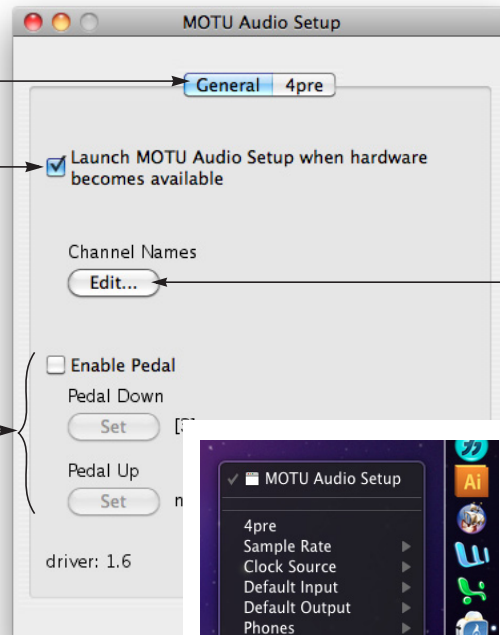 MOTU Audio Setup
General 4pre
Launch MOTU Audio Setup when hardware
becomes available
Channel Names
Edit...
Enable Pedal
Pedal Down
Set
Pedal Up
Set
driver: 1.6
MOTU Audio Setup
4pre
Sample Rate
Clock Source
Default Input
Default Output
Phones
Ai